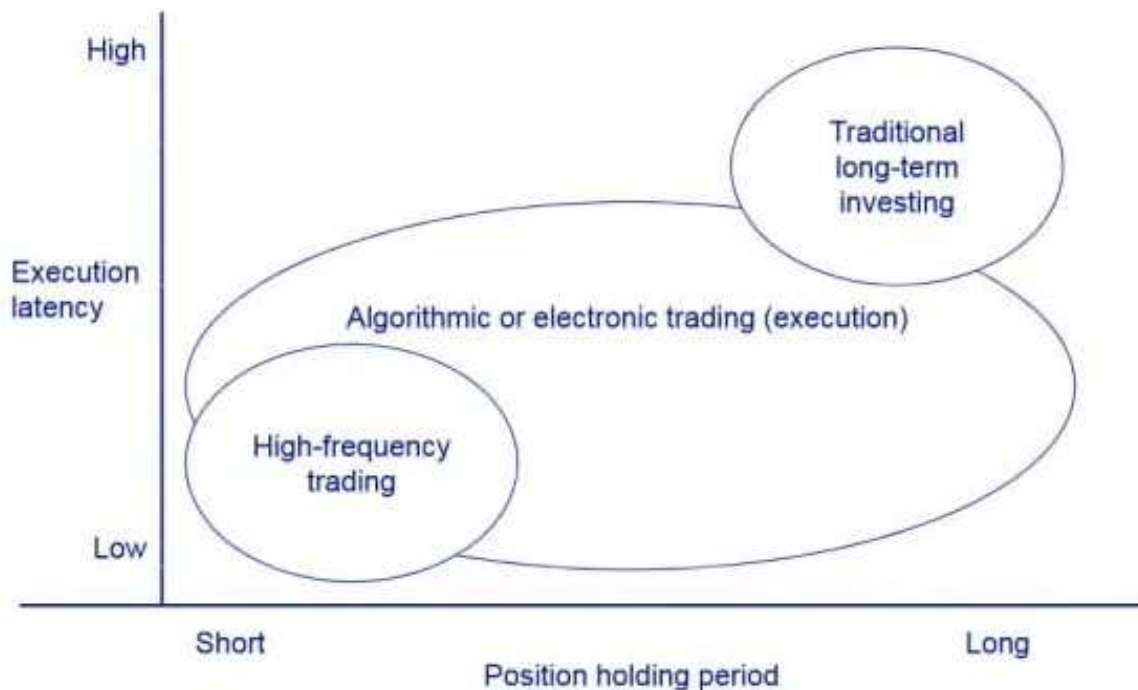 High
Traditional
long-term
investing
Execution
latency
Algorithmic or electronic trading (execution)
High-frequency
trading
Low
Short
Long
Position holding period